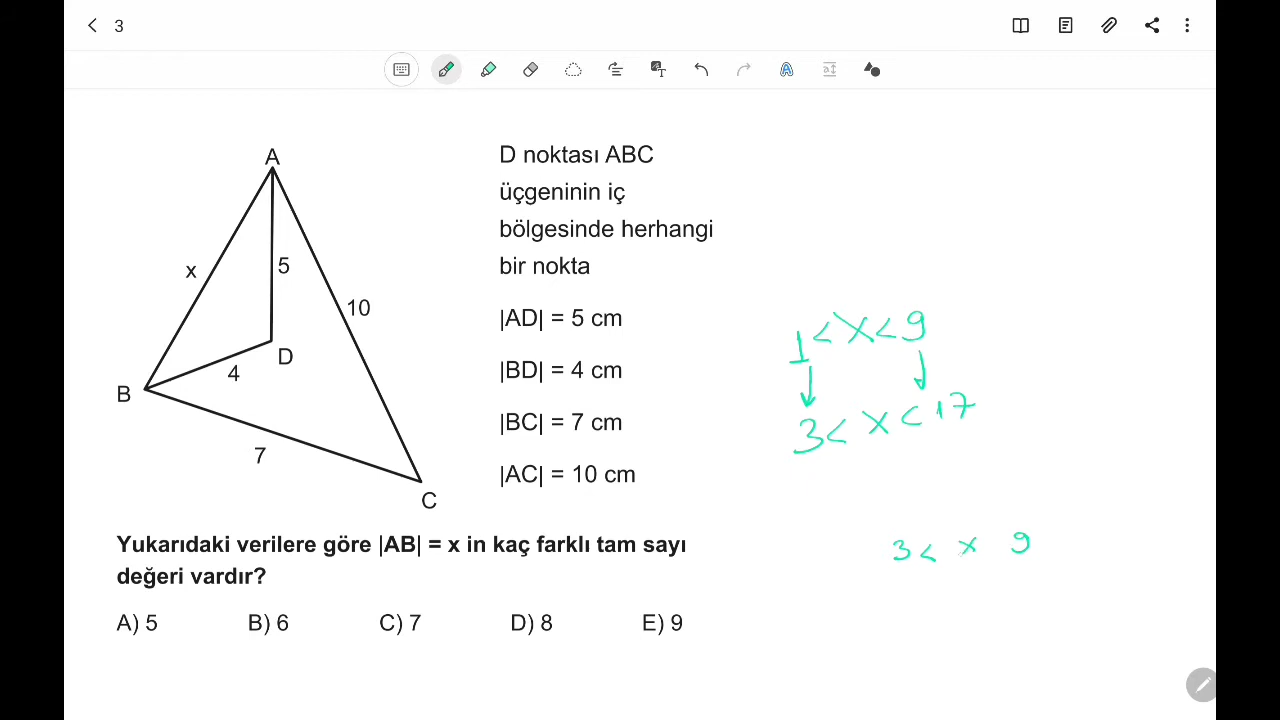 3
A
D noktası ABC
üçgeninin iç
bölgesinde herhangi
bir nokta
x
5
10
|AD| = 5 cm
1 < x < 9
D
4
B
|BD| = 4 cm
3 < x < 17
7
|BC| = 7 cm
C
|AC| = 10 cm
Yukarıdaki verilere göre |AB| = x in kaç farklı tam sayı
değeri vardır?
3 < x 9
A) 5 B) 6 C) 7 D) 8 E) 9